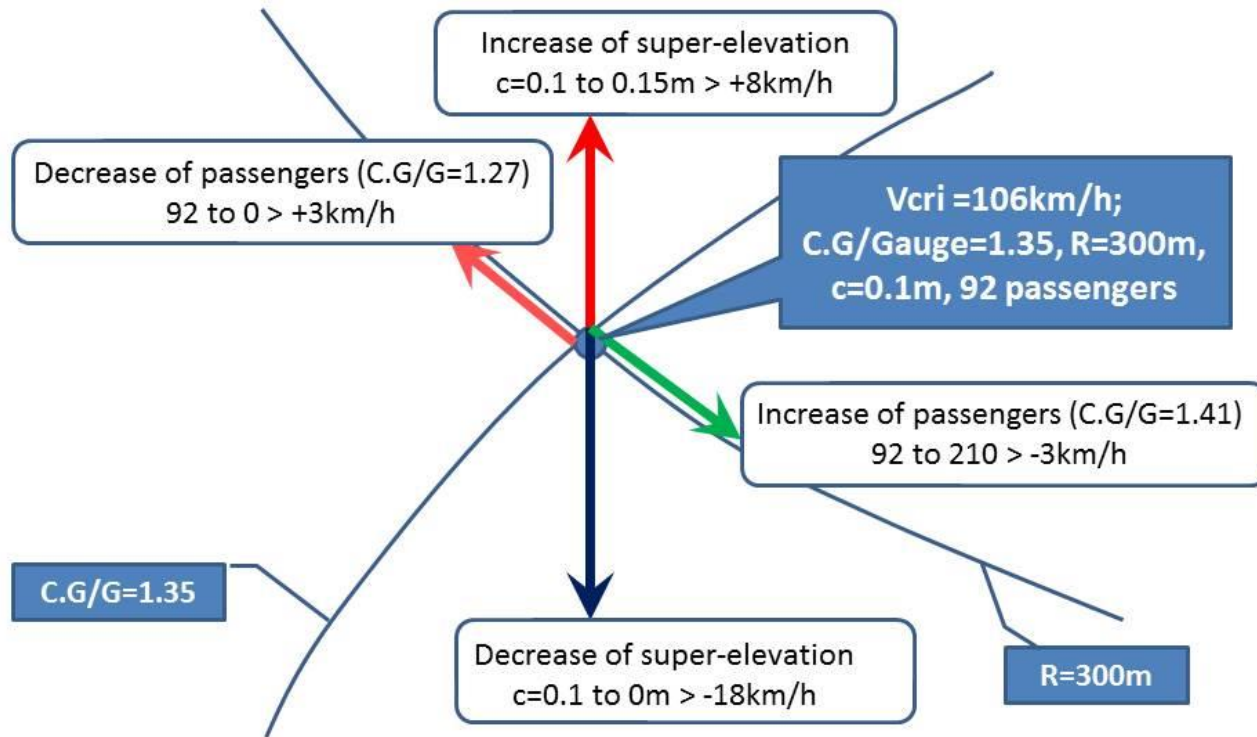 Increase of super-elevation
c=0.1 to 0.15m > +8km/h
Decrease of passengers (C.G/G=1.27)
92 to 0 > +3km/h
Vcri =106km/h;
C.G/Gauge=1.35, R=300m,
c=0.1m, 92 passengers
Increase of passengers (C.G/G=1.41)
92 to 210 > -3km/h
C.G/G=1.35
Decrease of super-elevation
c=0.1 to 0m > -18km/h
R=300m